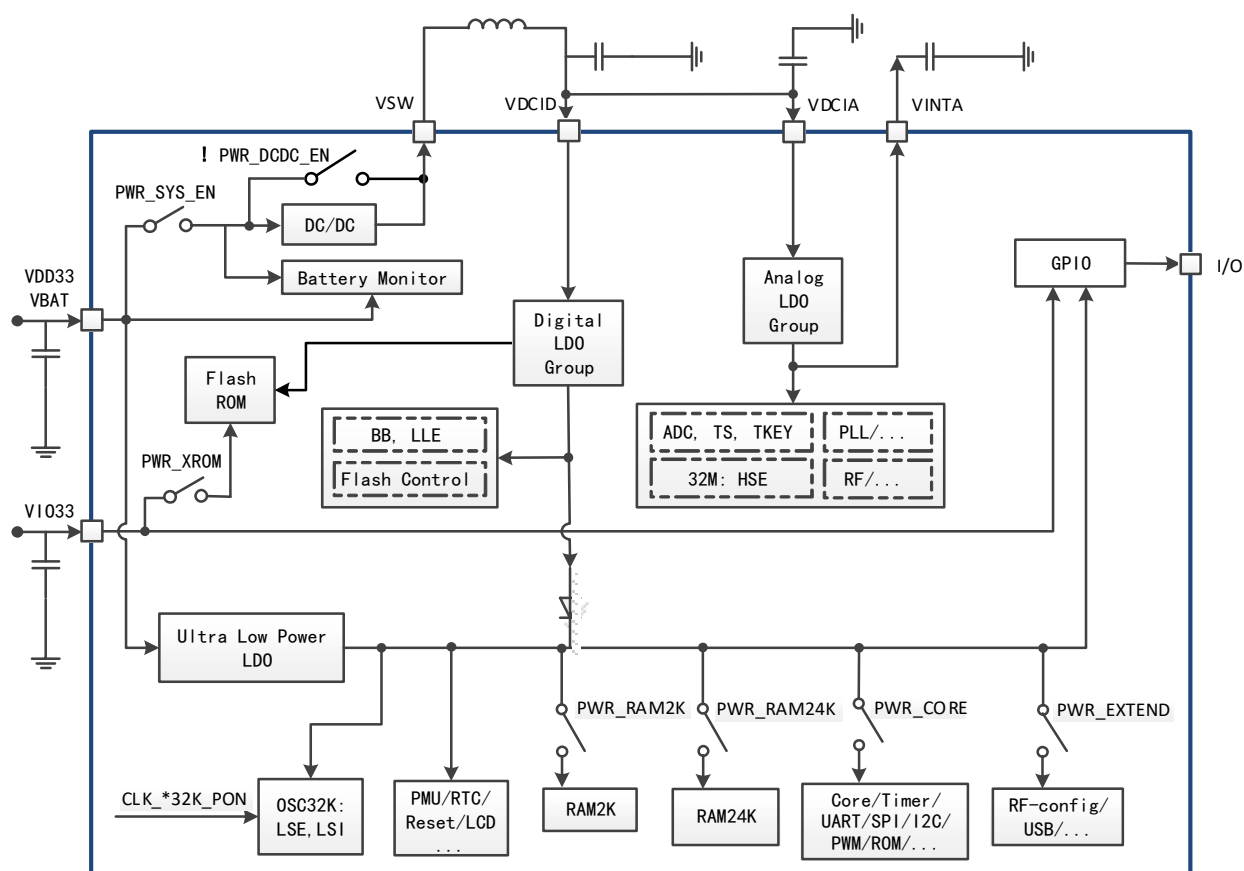 VSW
VDCID
VDCIA
VINTA
! PWR_DCDC_EN
PWR_SYS_EN
DC/DC
Battery Monitor
VDD33
VBAT
GPIO
I/O
Analog
LDO
Group
Digital
LDO
Group
Flash
ROM
BB, LLE
Flash Control
ADC, TS, TKEY
PLL/...
32M: HSE
RF/...
PWR_XROM
VIO33
Ultra Low Power
LDO
PWR_RAM2K
PWR_RAM24K
PWR_CORE
PWR_EXTEND
CLK_*32K_PON
OSC32K:
LSE, LSI
PMU/RTC/
Reset/LCD
...
RAM2K
RAM24K
Core/Timer/
UART/SPI/I2C/
PWM/ROM/...
RF-config/
USB/...